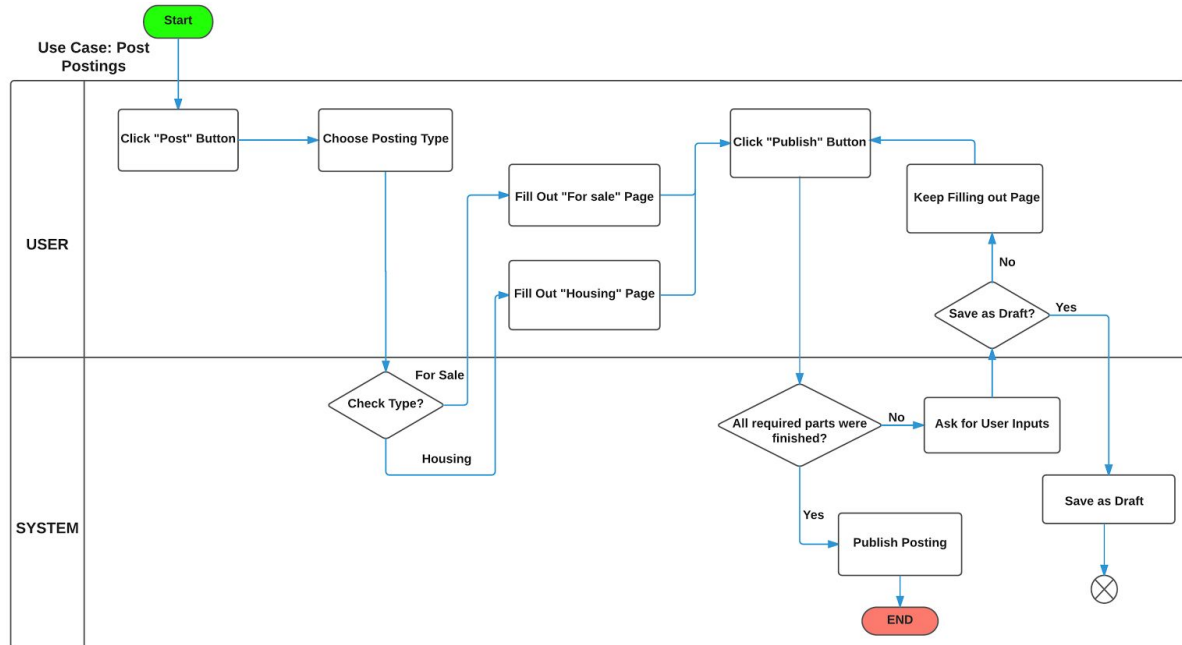 Start
Use Case: Post
Postings
Click "Post" Button
Choose Posting Type
Click "Publish" Button
Fill Out "For sale" Page
Keep Filling out Page
USER
No
Fill Out "Housing" Page
Save as Draft?
Yes
For Sale
Check Type?
All required parts were
finished?
No
Ask for User Inputs
Housing
Save as Draft
SYSTEM
Yes
Publish Posting
END